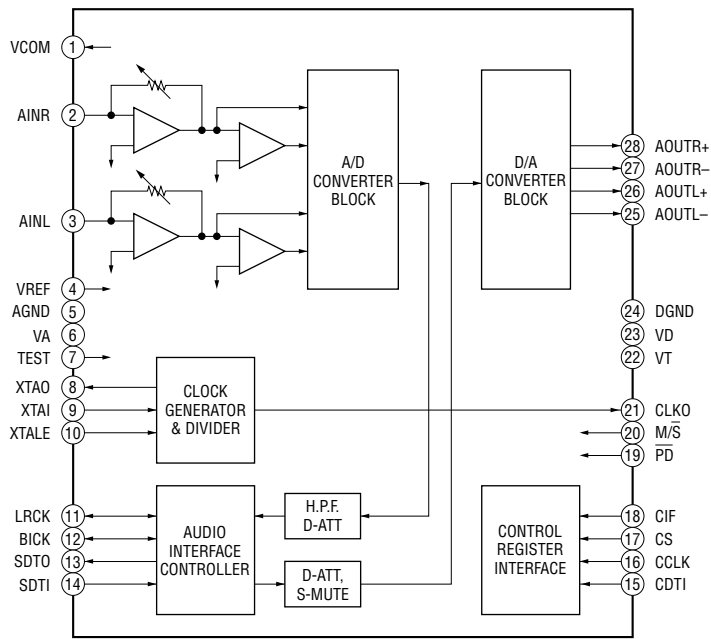 VCOM 1
AINR 2
AINL 3
VREF 4
AGND 5
VA 6
TEST 7
XTAO 8
XTAI 9
XTALE 10
LRCK 11
BICK 12
SDTO 13
SDTI 14
A/D
CONVERTER
BLOCK
D/A
CONVERTER
BLOCK
CLOCK
GENERATOR
& DIVIDER
AUDIO
INTERFACE
CONTROLLER
H.P.F.
D-ATT
D-ATT,
S-MUTE
CONTROL
REGISTER
INTERFACE
28 AOUTR+
27 AOUTR–
26 AOUTL+
25 AOUTL–
24 DGND
23 VD
22 VT
21 CLKO
20 M/S̅
19 P̅D̅
18 CIF
17 CS
16 CCLK
15 CDTI